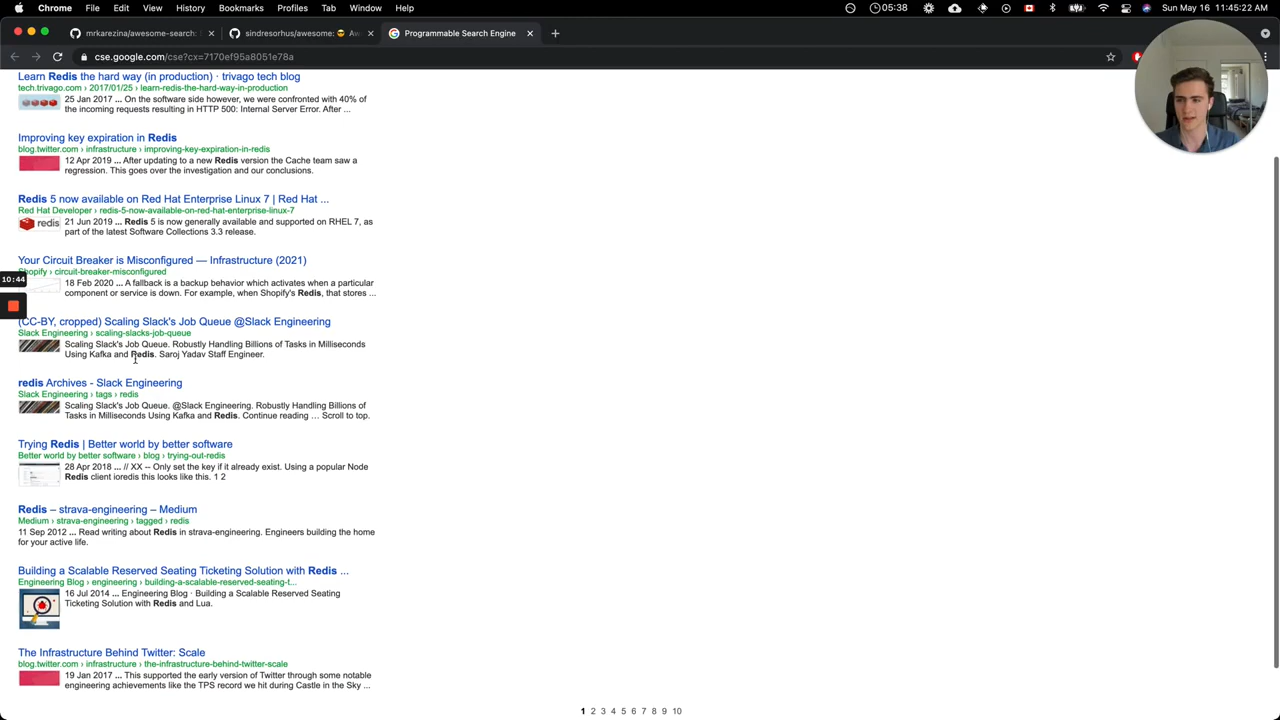 Chrome File Edit View History Bookmarks Profiles Tab Window Help 05:38 Sun May 16 11:45:22 AM
mrkarezina/awesome-search: sindresorhus/awesome: 😎 Aw Programmable Search Engine
cse.google.com/cse?cx=7170ef95a8051e78a
Learn Redis the hard way (in production) · trivago tech blog
tech.trivago.com › 2017/01/25 › learn-redis-the-hard-way-in-production
25 Jan 2017 ... On the software side however, we were confronted with 40% of
the incoming requests resulting in HTTP 500: Internal Server Error. After ...
Improving key expiration in Redis
blog.twitter.com › infrastructure › improving-key-expiration-in-redis
12 Apr 2019 ... After updating to a new Redis version the Cache team saw a
regression. This goes over the investigation and our conclusions.
Redis 5 now available on Red Hat Enterprise Linux 7 | Red Hat ...
Red Hat Developer › redis-5-now-available-on-red-hat-enterprise-linux-7
redis
21 Jun 2019 ... Redis 5 is now generally available and supported on RHEL 7, as
part of the latest Software Collections 3.3 release.
Your Circuit Breaker is Misconfigured — Infrastructure (2021)
Shopify › circuit-breaker-misconfigured
10:44
18 Feb 2020 ... A fallback is a backup behavior which activates when a particular
component or service is down. For example, when Shopify's Redis, that stores ...
(CC-BY, cropped) Scaling Slack's Job Queue @Slack Engineering
Slack Engineering › scaling-slacks-job-queue
Scaling Slack's Job Queue. Robustly Handling Billions of Tasks in Milliseconds
Using Kafka and Redis. Saroj Yadav Staff Engineer.
redis Archives - Slack Engineering
Slack Engineering › tags › redis
Scaling Slack's Job Queue. @Slack Engineering. Robustly Handling Billions of
Tasks in Milliseconds Using Kafka and Redis. Continue reading … Scroll to top.
Trying Redis | Better world by better software
Better world by better software › blog › trying-out-redis
28 Apr 2018 ... // XX -- Only set the key if it already exist. Using a popular Node
Redis client ioredis this looks like this. 1 2
Redis – strava-engineering – Medium
Medium › strava-engineering › tagged › redis
11 Sep 2012 ... Read writing about Redis in strava-engineering. Engineers building the home
for your active life.
Building a Scalable Reserved Seating Ticketing Solution with Redis ...
Engineering Blog › engineering › building-a-scalable-reserved-seating-t...
16 Jul 2014 ... Engineering Blog · Building a Scalable Reserved Seating
Ticketing Solution with Redis and Lua.
The Infrastructure Behind Twitter: Scale
blog.twitter.com › infrastructure › the-infrastructure-behind-twitter-scale
19 Jan 2017 ... This supported the early version of Twitter through some notable
engineering achievements like the TPS record we hit during Castle in the Sky ...
1 2 3 4 5 6 7 8 9 10